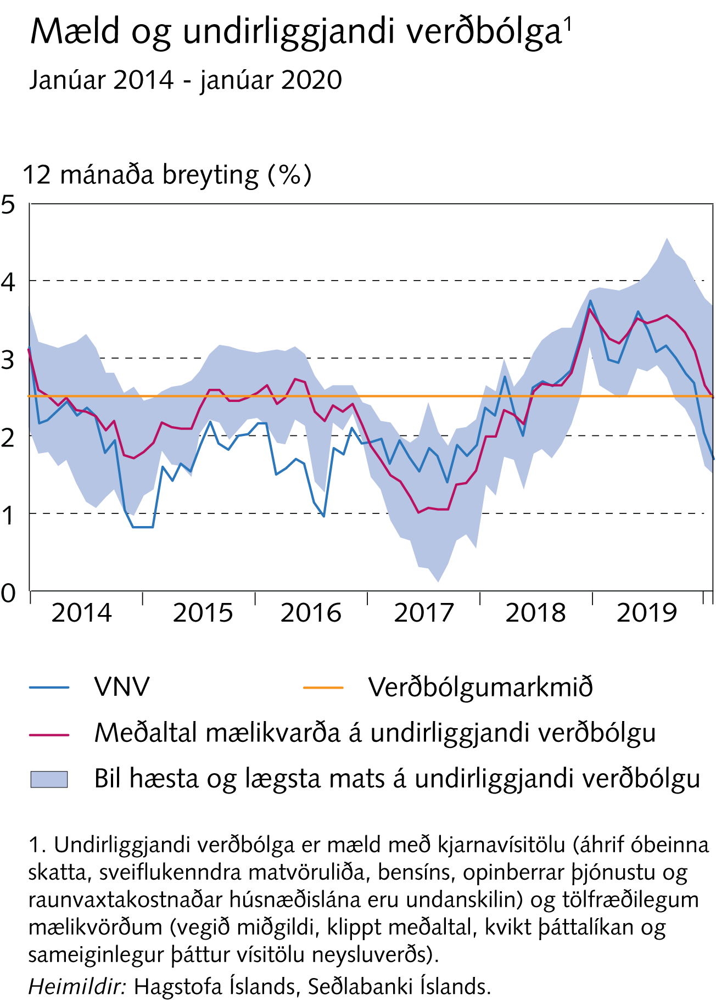 Mæld og undirliggjandi verðbólga¹
Janúar 2014 - janúar 2020
12 mánaða breyting (%)
5
4
3
2
1
0
2014 2015 2016 2017 2018 2019
VNV Verðbólgumarkmið
Meðaltal mælikvarða á undirliggjandi verðbólgu
Bil hæsta og lægsta mats á undirliggjandi verðbólgu
1. Undirliggjandi verðbólga er mæld með kjarnavísitölu (áhrif óbeinna
skatta, sveiflukenndra matvöruliða, bensíns, opinberrar þjónustu og
raunvaxtakostnaðar húsnæðislána eru undanskilin) og tölfræðilegum
mælikvörðum (vegið miðgildi, klippt meðaltal, kvikt þáttalíkan og
sameiginlegur þáttur vísitölu neysluverðs).
Heimildir: Hagstofa Íslands, Seðlabanki Íslands.